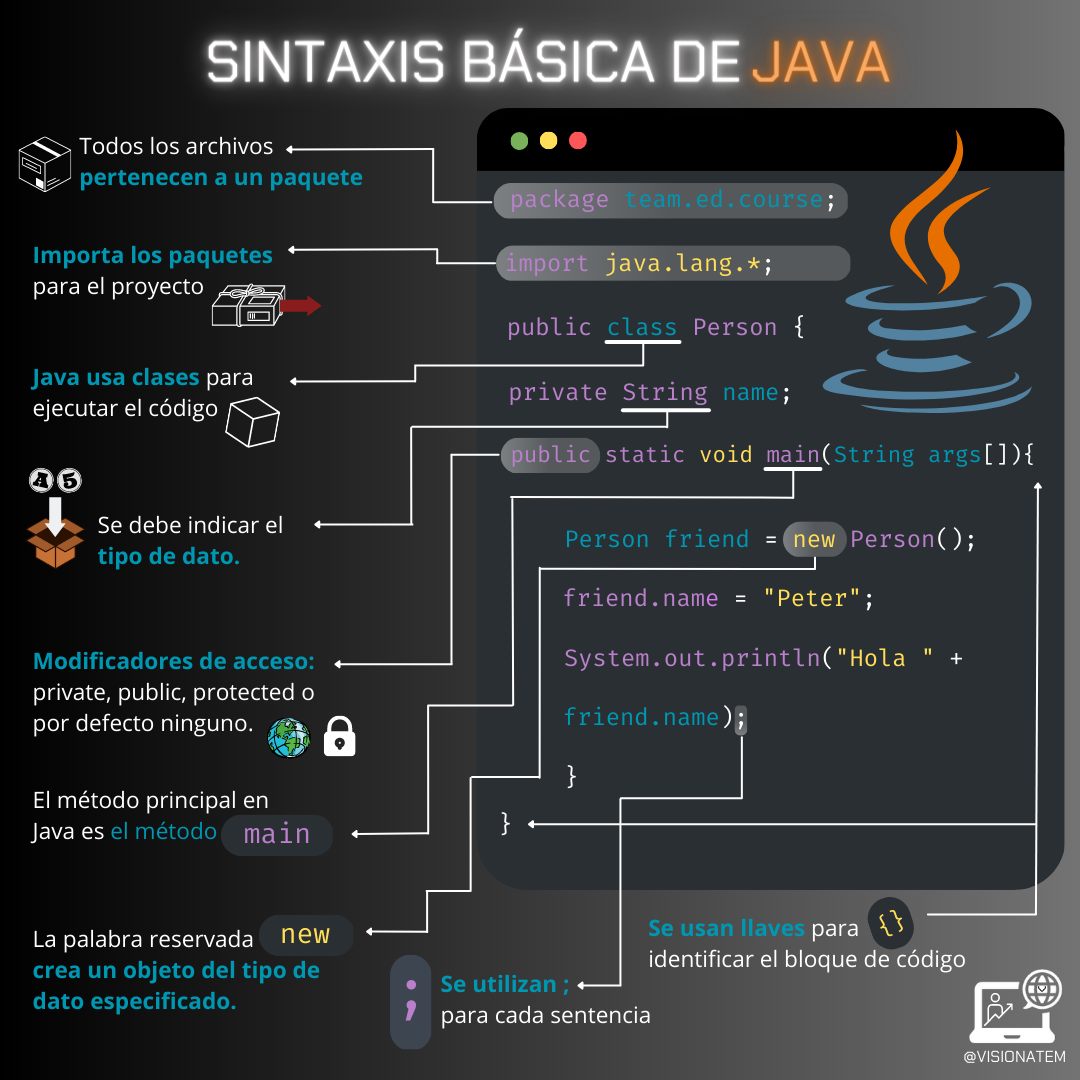 SINTAXIS BÁSICA DE JAVA
Todos los archivos
pertenecen a un paquete
Importa los paquetes
para el proyecto
Java usa clases para
ejecutar el código
A 5
Se debe indicar el
tipo de dato.
Modificadores de acceso:
private, public, protected o
por defecto ninguno.
El método principal en
Java es el método main
La palabra reservada new
crea un objeto del tipo de
dato especificado.
package team.ed.course;
import java.lang.*;
public class Person {
private String name;
public static void main(String args[]){
Person friend = new Person();
friend.name = "Peter";
System.out.println("Hola " +
friend.name);
}
}
;
Se utilizan ;
para cada sentencia
Se usan llaves para {}
identificar el bloque de código
@VISIONATEM